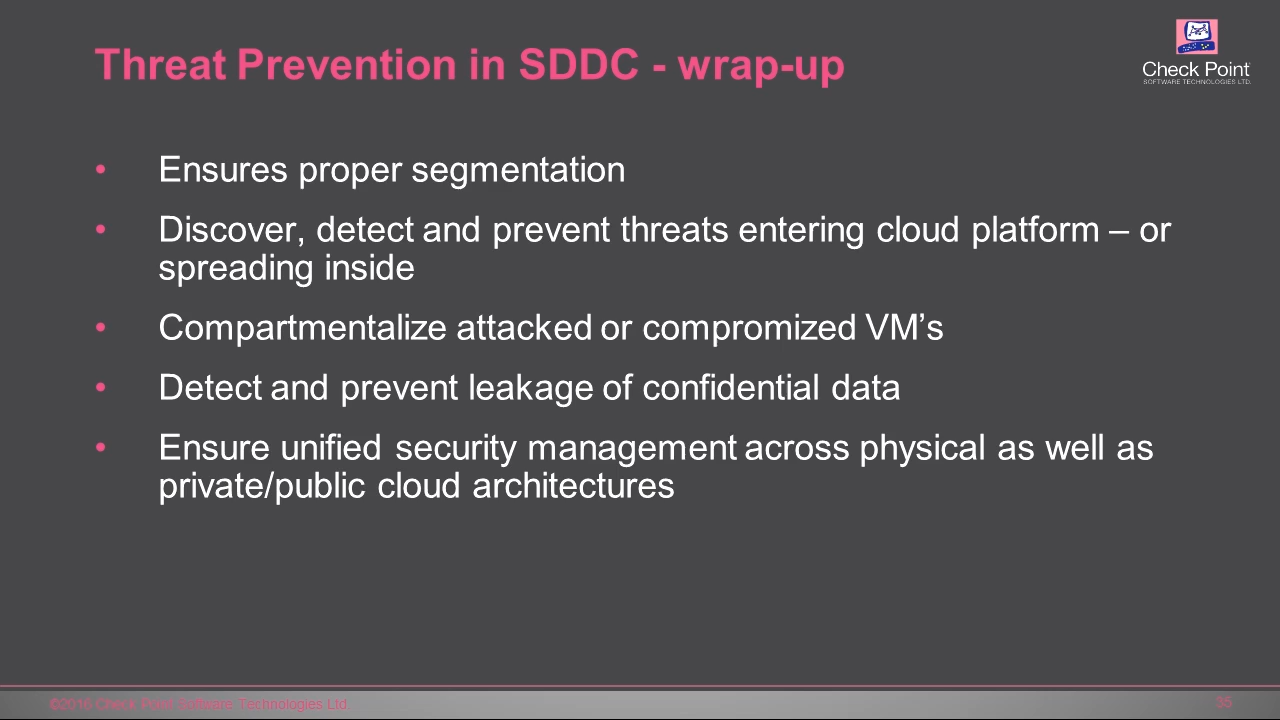 Threat Prevention in SDDC - wrap-up
Check Point
SOFTWARE TECHNOLOGIES LTD.
• Ensures proper segmentation
• Discover, detect and prevent threats entering cloud platform – or
spreading inside
• Compartmentalize attacked or compromized VM’s
• Detect and prevent leakage of confidential data
• Ensure unified security management across physical as well as
private/public cloud architectures
©2016 Check Point Software Technologies Ltd.
35